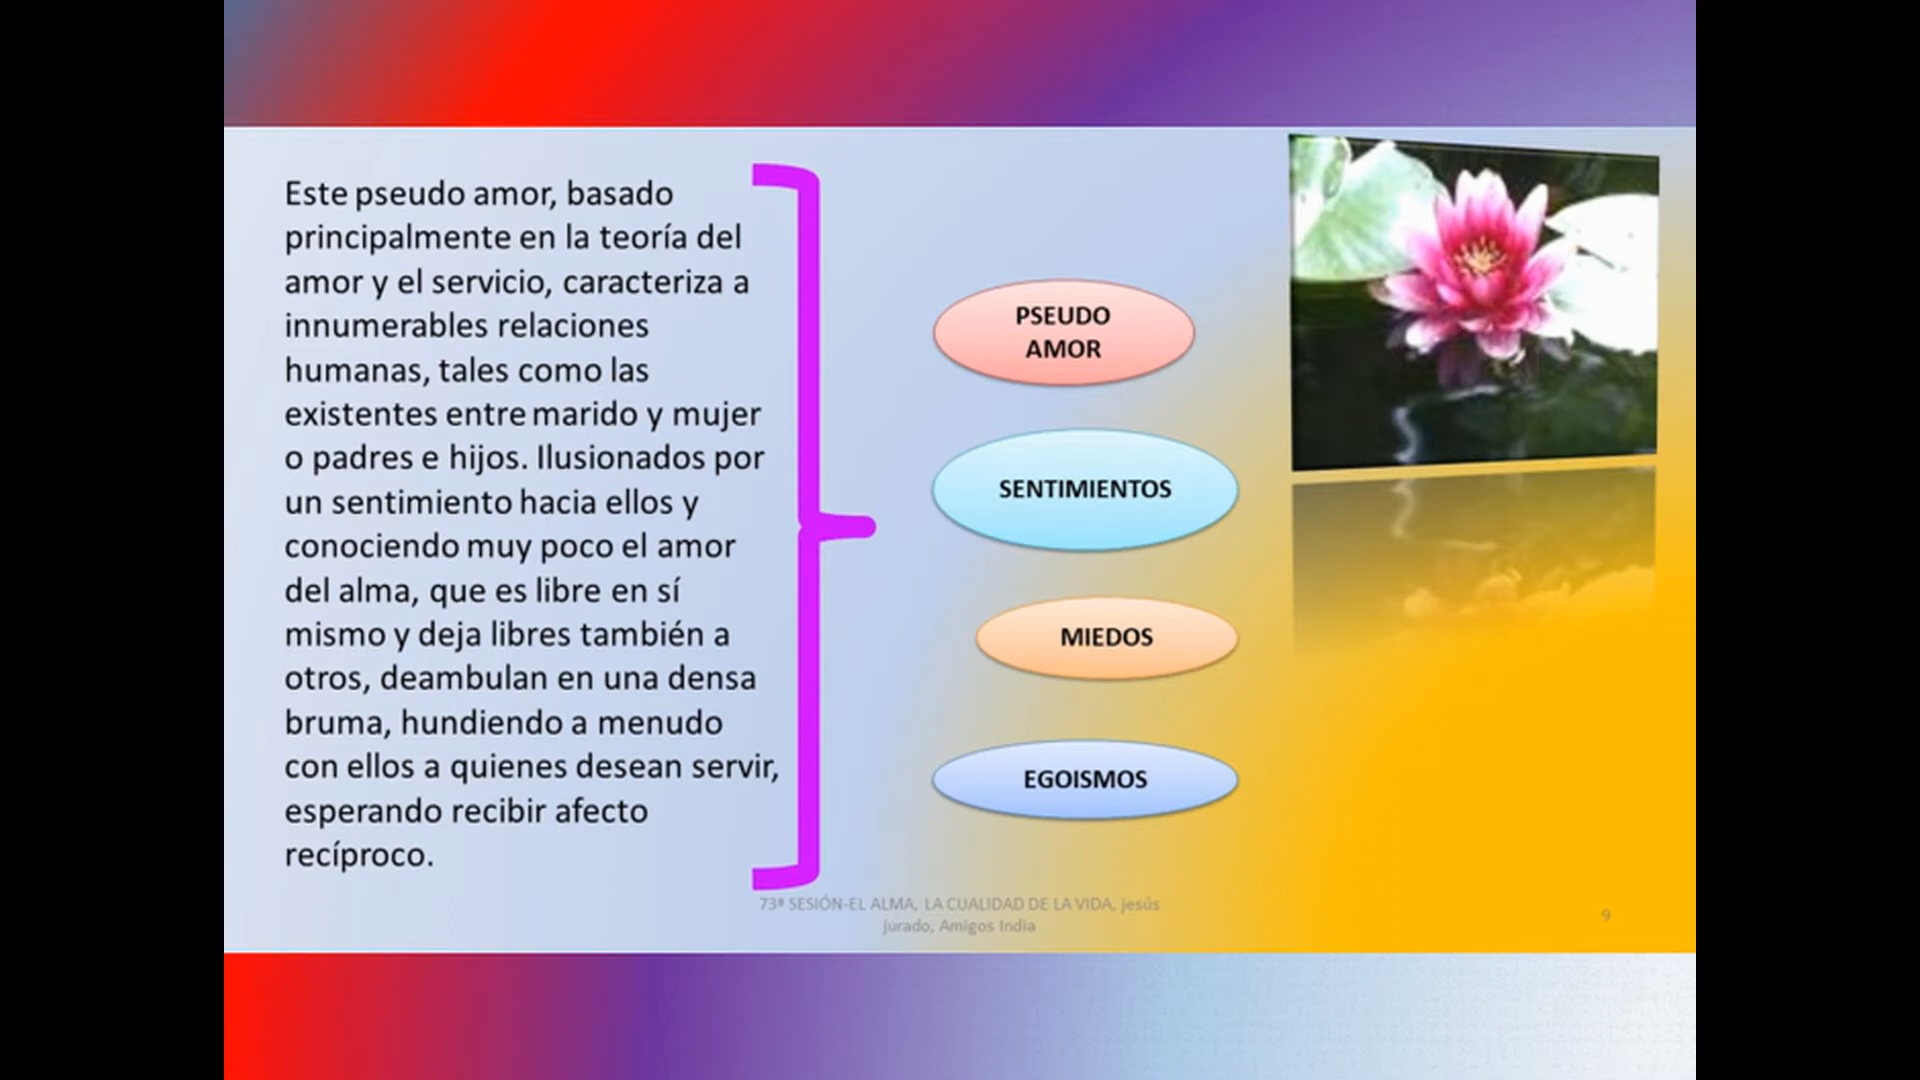 Este pseudo amor, basado
principalmente en la teoría del
amor y el servicio, caracteriza a
innumerables relaciones
humanas, tales como las
existentes entre marido y mujer
o padres e hijos. Ilusionados por
un sentimiento hacia ellos y
conociendo muy poco el amor
del alma, que es libre en sí
mismo y deja libres también a
otros, deambulan en una densa
bruma, hundiendo a menudo
con ellos a quienes desean servir,
esperando recibir afecto
recíproco.
PSEUDO
AMOR
SENTIMIENTOS
MIEDOS
EGOISMOS
73ª SESIÓN-EL ALMA, LA CUALIDAD DE LA VIDA, jesús
jurado, Amigos India
9